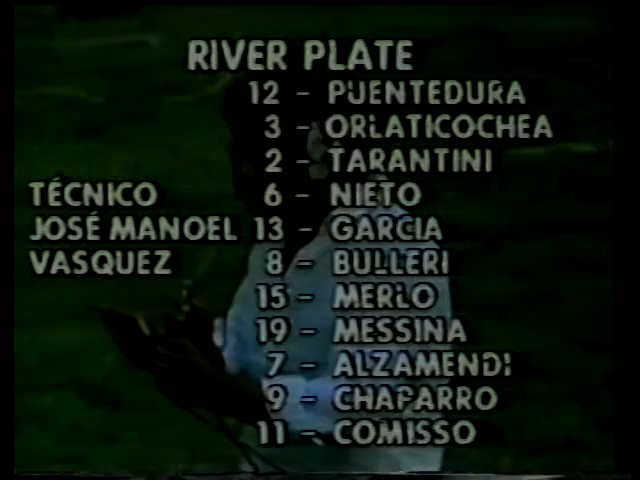 RIVER PLATE
12 - PUENTEDURA
3 - ORLATICOCHEA
2 - TARANTINI
6 - NIETO
13 - GARCIA
8 - BULLERI
15 - MERLO
19 - MESSINA
7 - ALZAMENDI
9 - CHAPARRO
11 - COMISSO
TÉCNICO
JOSÉ MANOEL
VASQUEZ